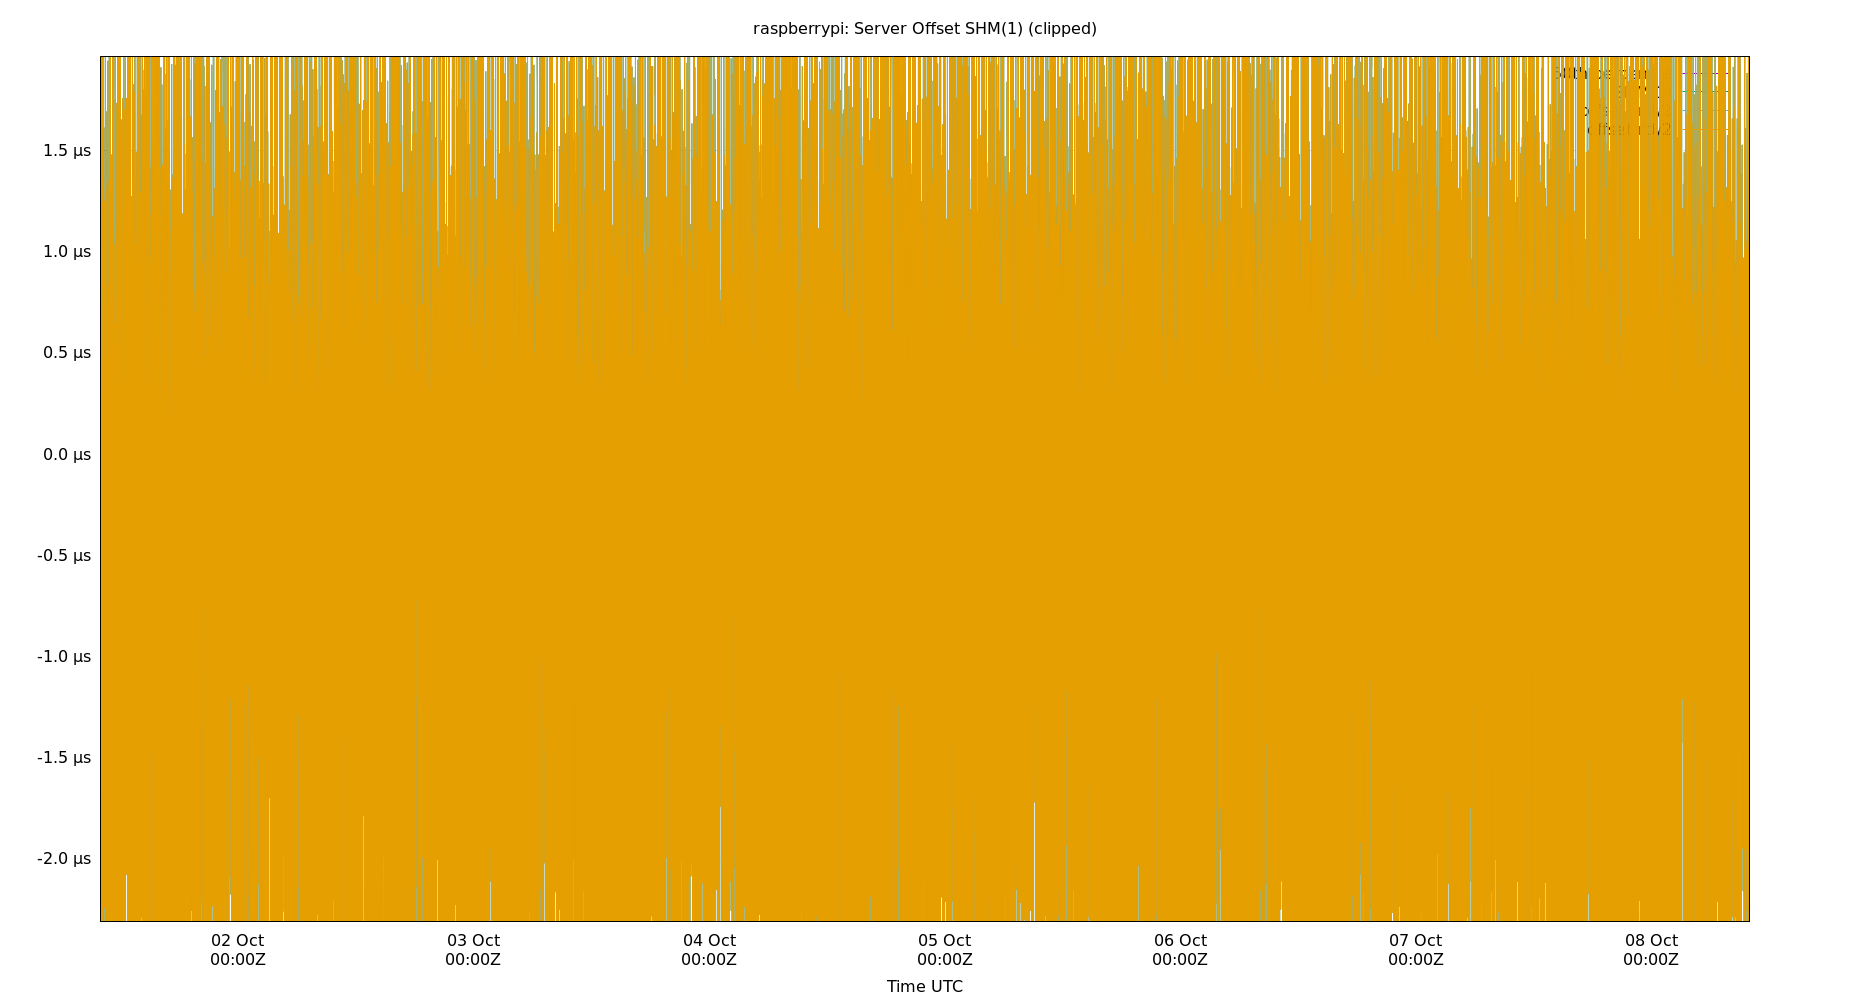 raspberrypi: Server Offset SHM(1) (clipped)
1.5 µs
1.0 µs
0.5 µs
0.0 µs
-0.5 µs
-1.0 µs
-1.5 µs
-2.0 µs
02 Oct 03 Oct 04 Oct 05 Oct 06 Oct 07 Oct 08 Oct
00:00Z 00:00Z 00:00Z 00:00Z 00:00Z 00:00Z 00:00Z
Time UTC